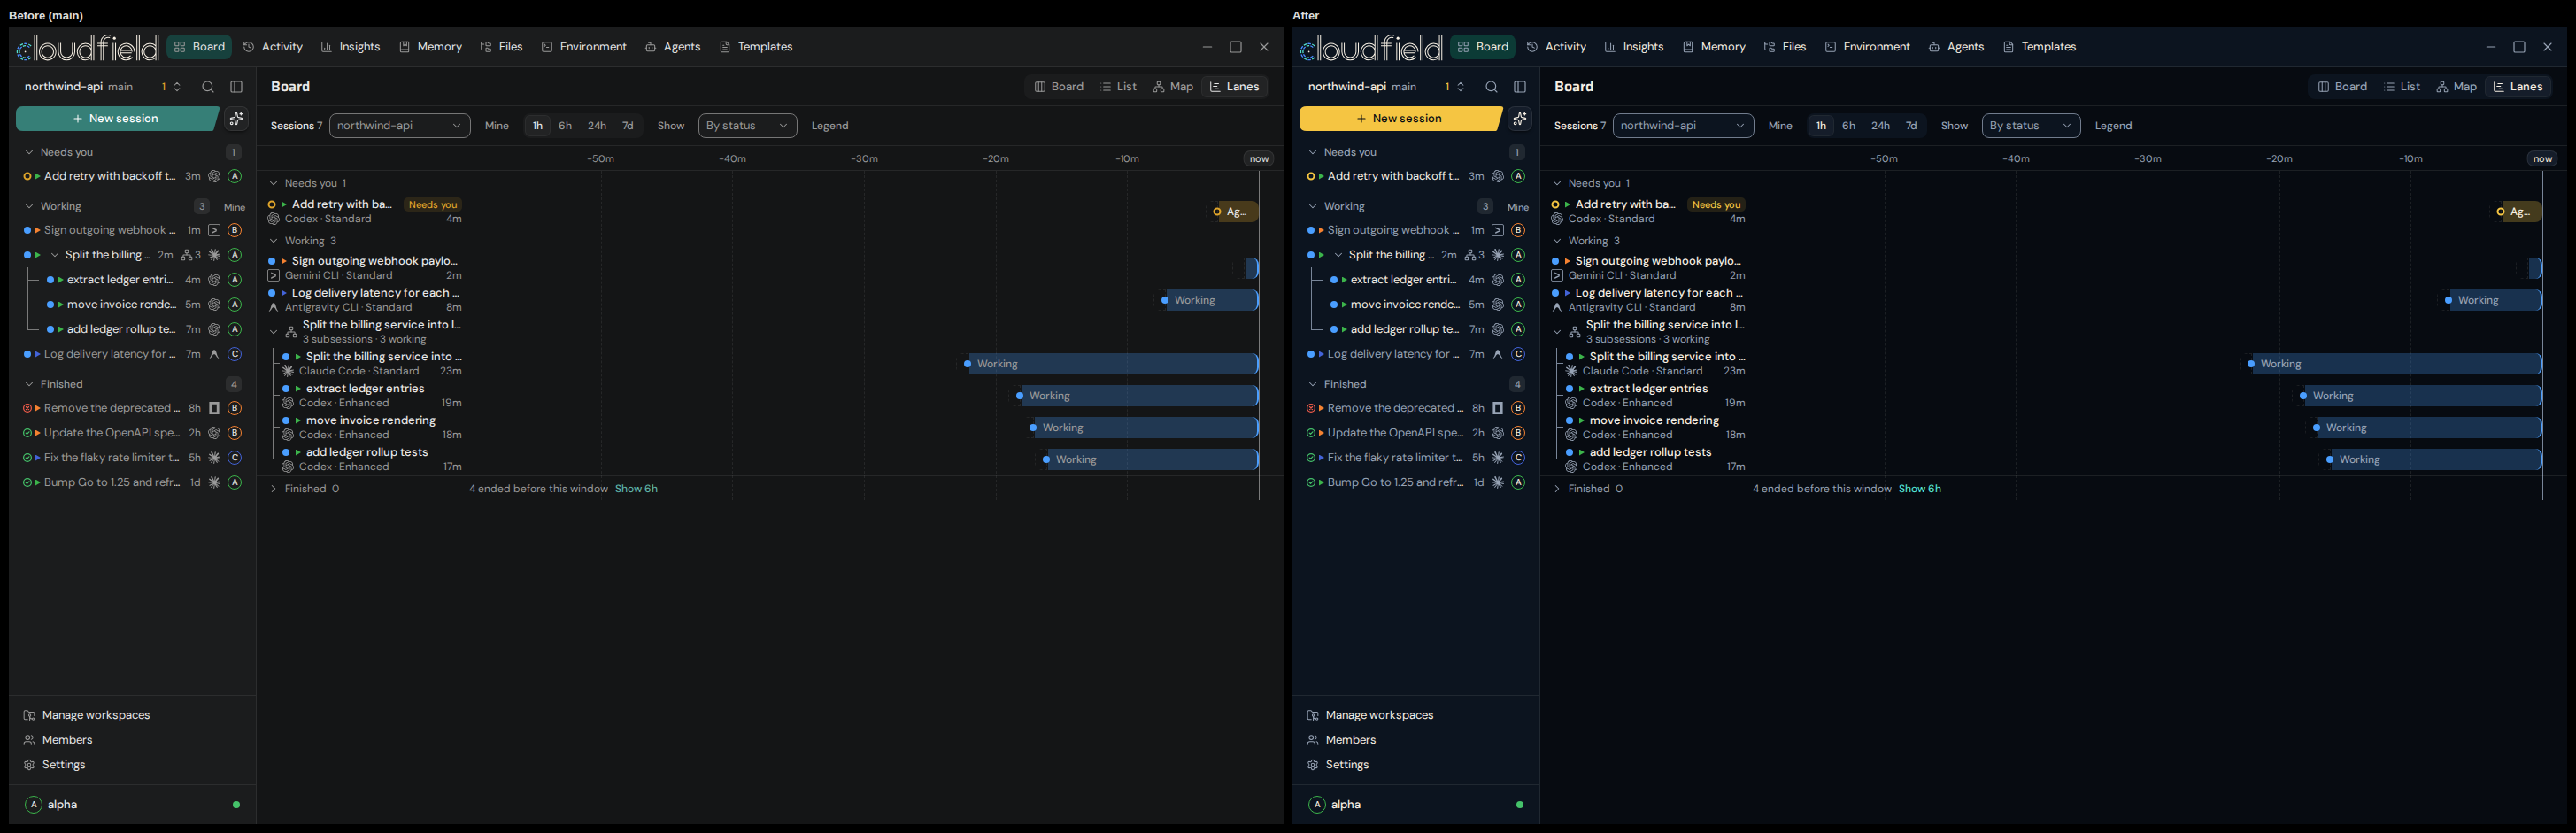 Before (main)
cloudfield Board Activity Insights Memory Files Environment Agents Templates
northwind-api main 1
+ New session
Needs you 1
Add retry with backoff t... 3m A
Working 3 Mine
Sign outgoing webhook ... 1m B
Split the billing ... 2m 3 A
extract ledger entri... 4m A
move invoice rende... 5m A
add ledger rollup te... 7m A
Log delivery latency for ... 7m C
Finished 4
Remove the deprecated ... 8h B
Update the OpenAPI spe... 2h B
Fix the flaky rate limiter t... 5h C
Bump Go to 1.25 and refr... 1d A
Manage workspaces
Members
Settings
A alpha
Board Board List Map Lanes
Sessions 7 northwind-api Mine 1h 6h 24h 7d Show By status Legend
-50m -40m -30m -20m -10m now
Needs you 1
Add retry with ba... Needs you Ag...
Codex · Standard 4m
Working 3
Sign outgoing webhook paylo...
Gemini CLI · Standard 2m
Log delivery latency for each ... Working
Antigravity CLI · Standard 8m
Split the billing service into l...
3 subsessions · 3 working
Split the billing service into ... Working
Claude Code · Standard 23m
extract ledger entries Working
Codex · Enhanced 19m
move invoice rendering Working
Codex · Enhanced 18m
add ledger rollup tests Working
Codex · Enhanced 17m
Finished 0 4 ended before this window Show 6h
After
cloudfield Board Activity Insights Memory Files Environment Agents Templates
northwind-api main 1
+ New session
Needs you 1
Add retry with backoff t... 3m A
Working 3 Mine
Sign outgoing webhook ... 1m B
Split the billing ... 2m 3 A
extract ledger entri... 4m A
move invoice rende... 5m A
add ledger rollup te... 7m A
Log delivery latency for ... 7m C
Finished 4
Remove the deprecated ... 8h B
Update the OpenAPI spe... 2h B
Fix the flaky rate limiter t... 5h C
Bump Go to 1.25 and refr... 1d A
Manage workspaces
Members
Settings
A alpha
Board Board List Map Lanes
Sessions 7 northwind-api Mine 1h 6h 24h 7d Show By status Legend
-50m -40m -30m -20m -10m now
Needs you 1
Add retry with ba... Needs you Ag...
Codex · Standard 4m
Working 3
Sign outgoing webhook paylo...
Gemini CLI · Standard 2m
Log delivery latency for each ... Working
Antigravity CLI · Standard 8m
Split the billing service into l...
3 subsessions · 3 working
Split the billing service into ... Working
Claude Code · Standard 23m
extract ledger entries Working
Codex · Enhanced 19m
move invoice rendering Working
Codex · Enhanced 18m
add ledger rollup tests Working
Codex · Enhanced 17m
Finished 0 4 ended before this window Show 6h